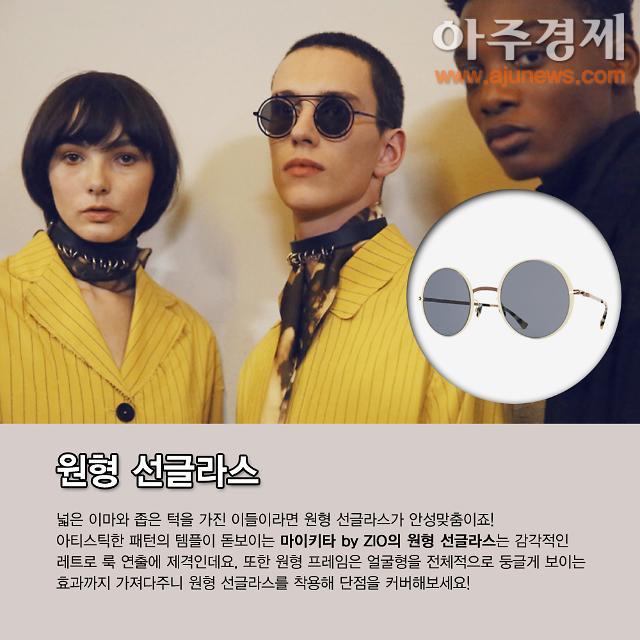 아주경제
www.ajunews.com
원형 선글라스
넓은 이마와 좁은 턱을 가진 이들이라면 원형 선글라스가 안성맞춤이죠!
아티스틱한 패턴의 템플이 돋보이는 마이키타 by ZIO의 원형 선글라스는 감각적인
레트로 룩 연출에 제격인데요, 또한 원형 프레임은 얼굴형을 전체적으로 둥글게 보이는
효과까지 가져다주니 원형 선글라스를 착용해 단점을 커버해보세요!